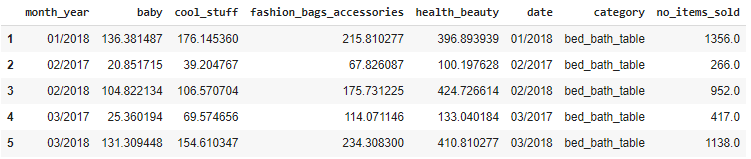 month_year baby cool_stuff fashion_bags_accessories health_beauty date category no_items_sold
1 01/2018 136.381487 176.145360 215.810277 396.893939 01/2018 bed_bath_table 1356.0
2 02/2017 20.851715 39.204767 67.826087 100.197628 02/2017 bed_bath_table 266.0
3 02/2018 104.822134 106.570704 175.731225 424.726614 02/2018 bed_bath_table 952.0
4 03/2017 25.360194 69.574656 114.071146 133.040184 03/2017 bed_bath_table 417.0
5 03/2018 131.309448 154.610347 234.308300 410.810277 03/2018 bed_bath_table 1138.0